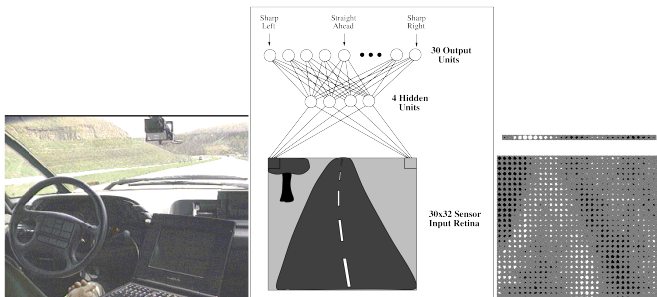 Sharp
Left
Straight
Ahead
Sharp
Right
30 Output
Units
4 Hidden
Units
30x32 Sensor
Input Retina